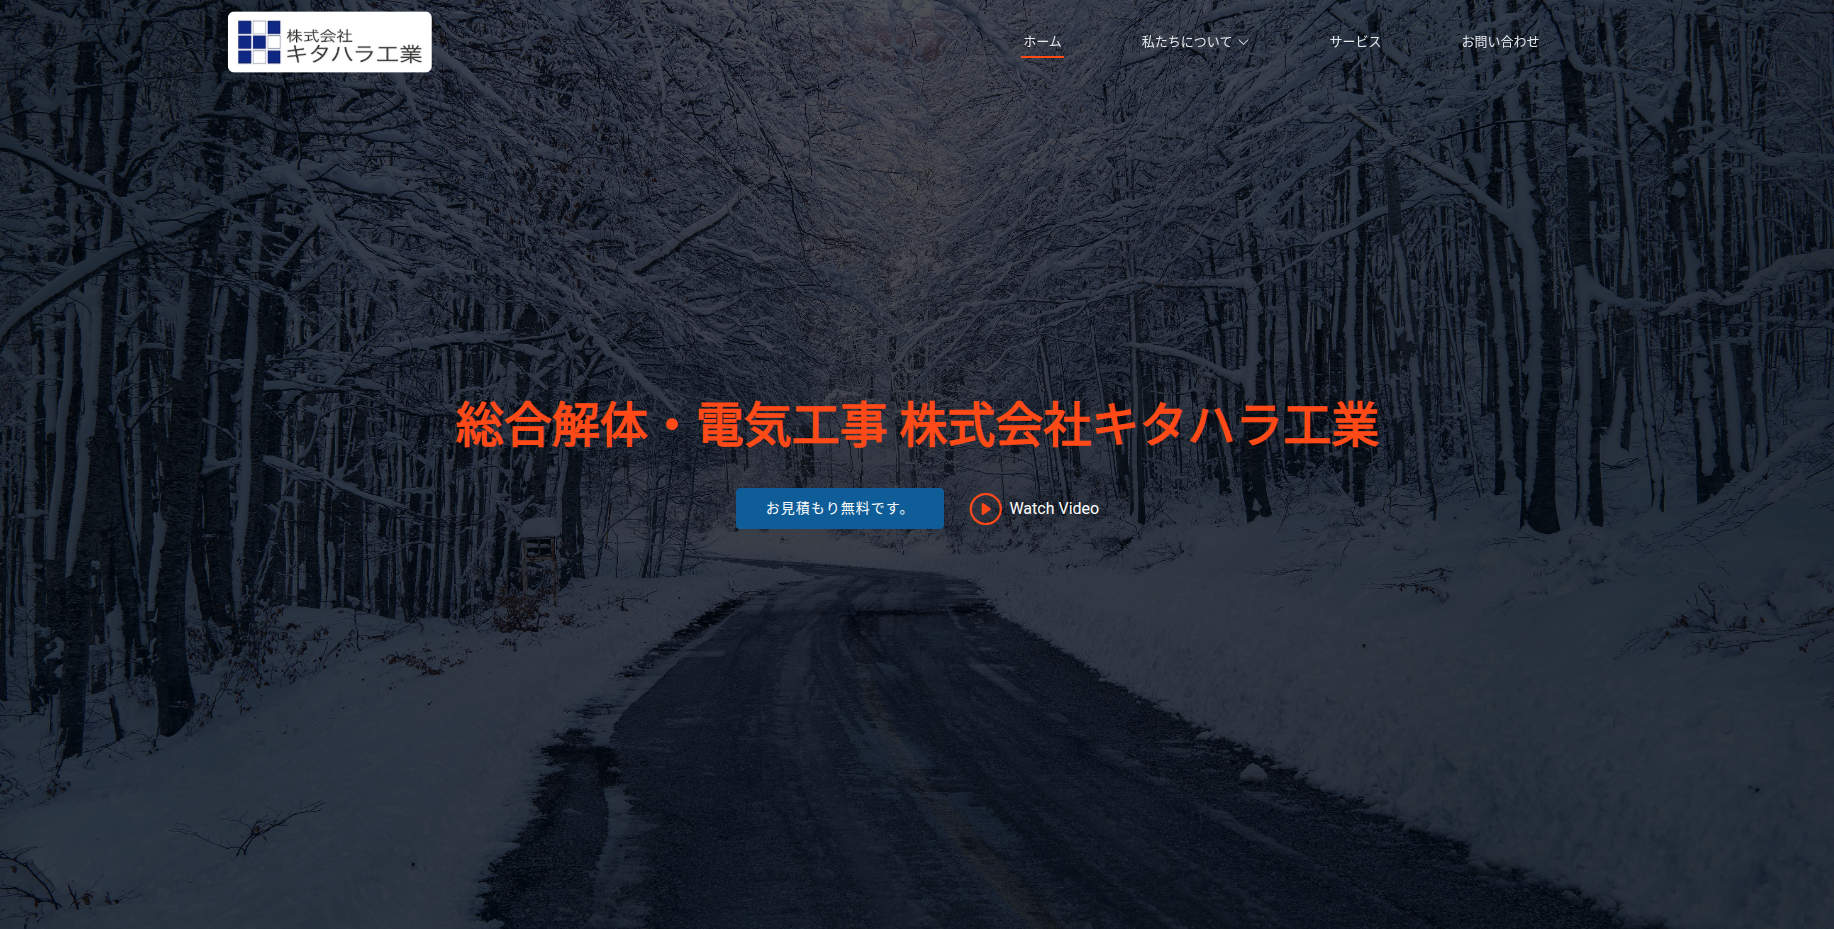 株式会社
キタハラ工業
ホーム
私たちについて
サービス
お問い合わせ
総合解体・電気工事 株式会社キタハラ工業
お見積もり無料です。
Watch Video